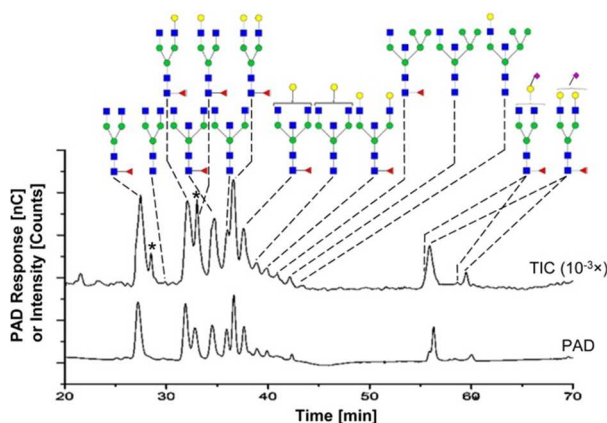 *
*
PAD Response [nC]
or Intensity [Counts]
TIC (10⁻³×)
PAD
20 30 40 50 60 70
Time [min]